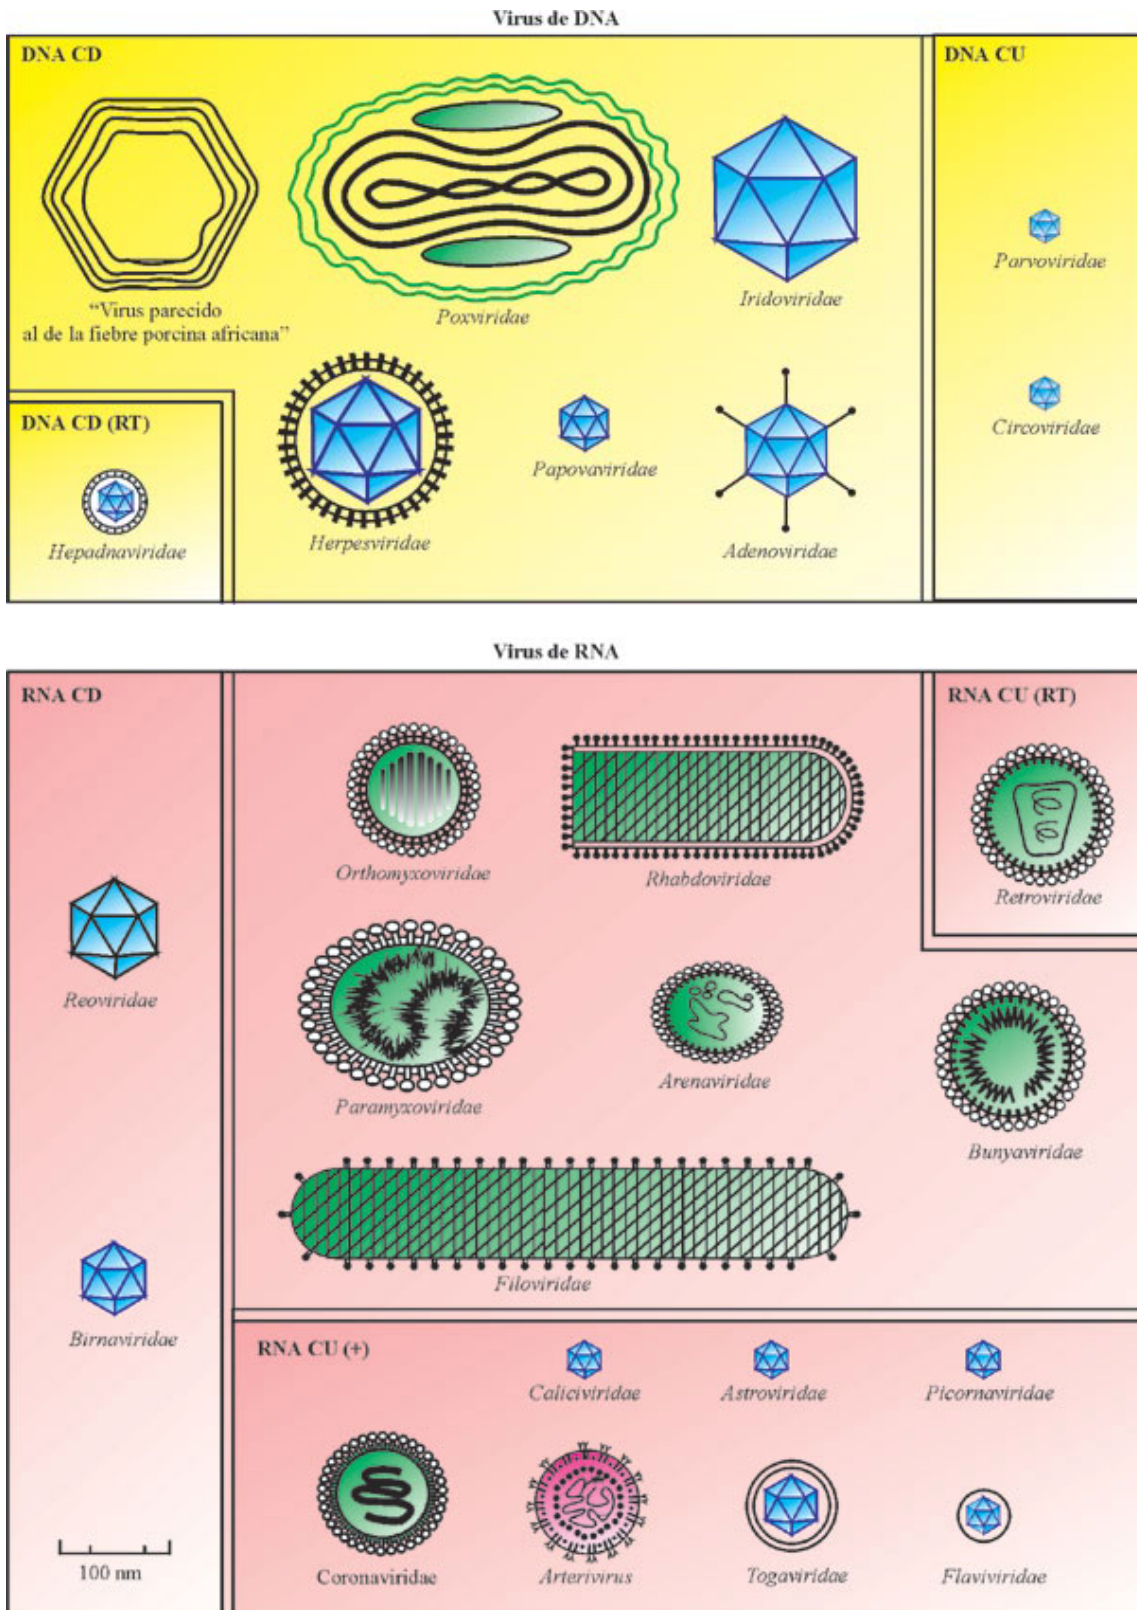 Virus de DNA
DNA CD
DNA CU
“Virus parecido
al de la fiebre porcina africana”
Poxviridae
Iridoviridae
Parvoviridae
DNA CD (RT)
Hepadnaviridae
Herpesviridae
Papovaviridae
Adenoviridae
Circoviridae
Virus de RNA
RNA CD
RNA CU (RT)
Orthomyxoviridae
Rhabdoviridae
Retroviridae
Reoviridae
Paramyxoviridae
Arenaviridae
Bunyaviridae
Filoviridae
Birnaviridae
RNA CU (+)
Caliciviridae
Astroviridae
Picornaviridae
Coronaviridae
Arterivirus
Togaviridae
Flaviviridae
100 nm